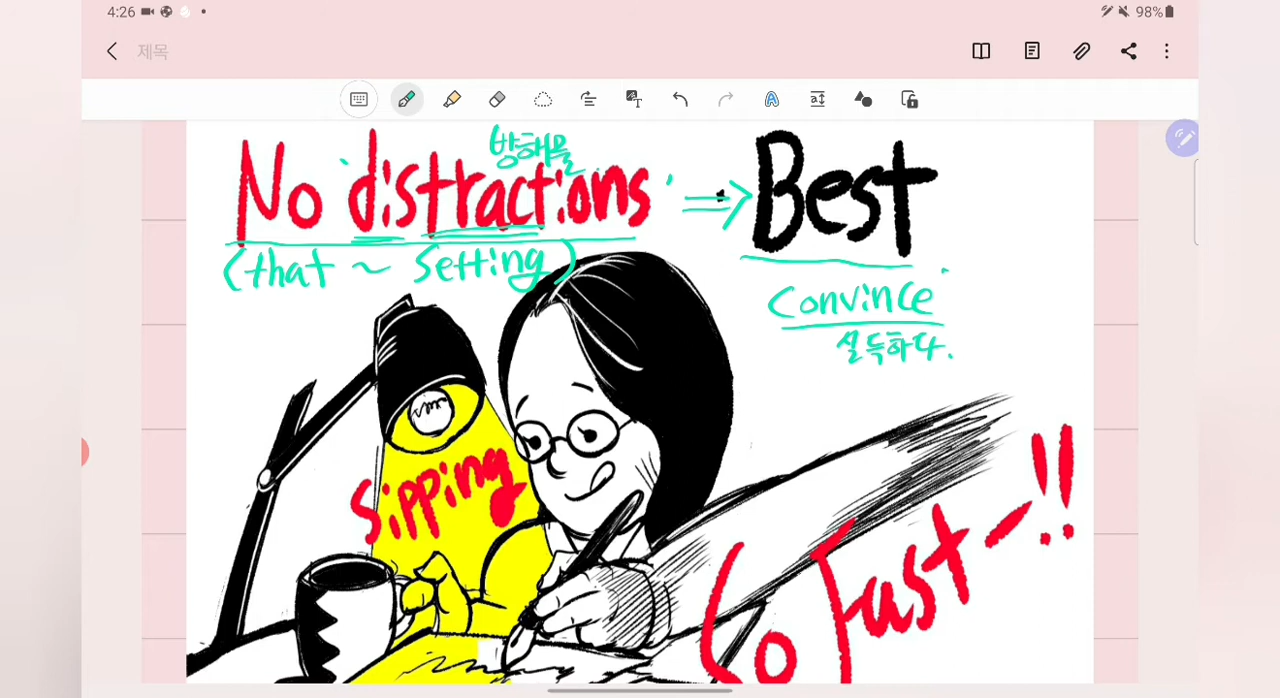 4:26
98%
제목
방해물
No distractions ⇒ Best
(that ~ setting)
Convince
설득하다.
Sipping
Go Fast~!!